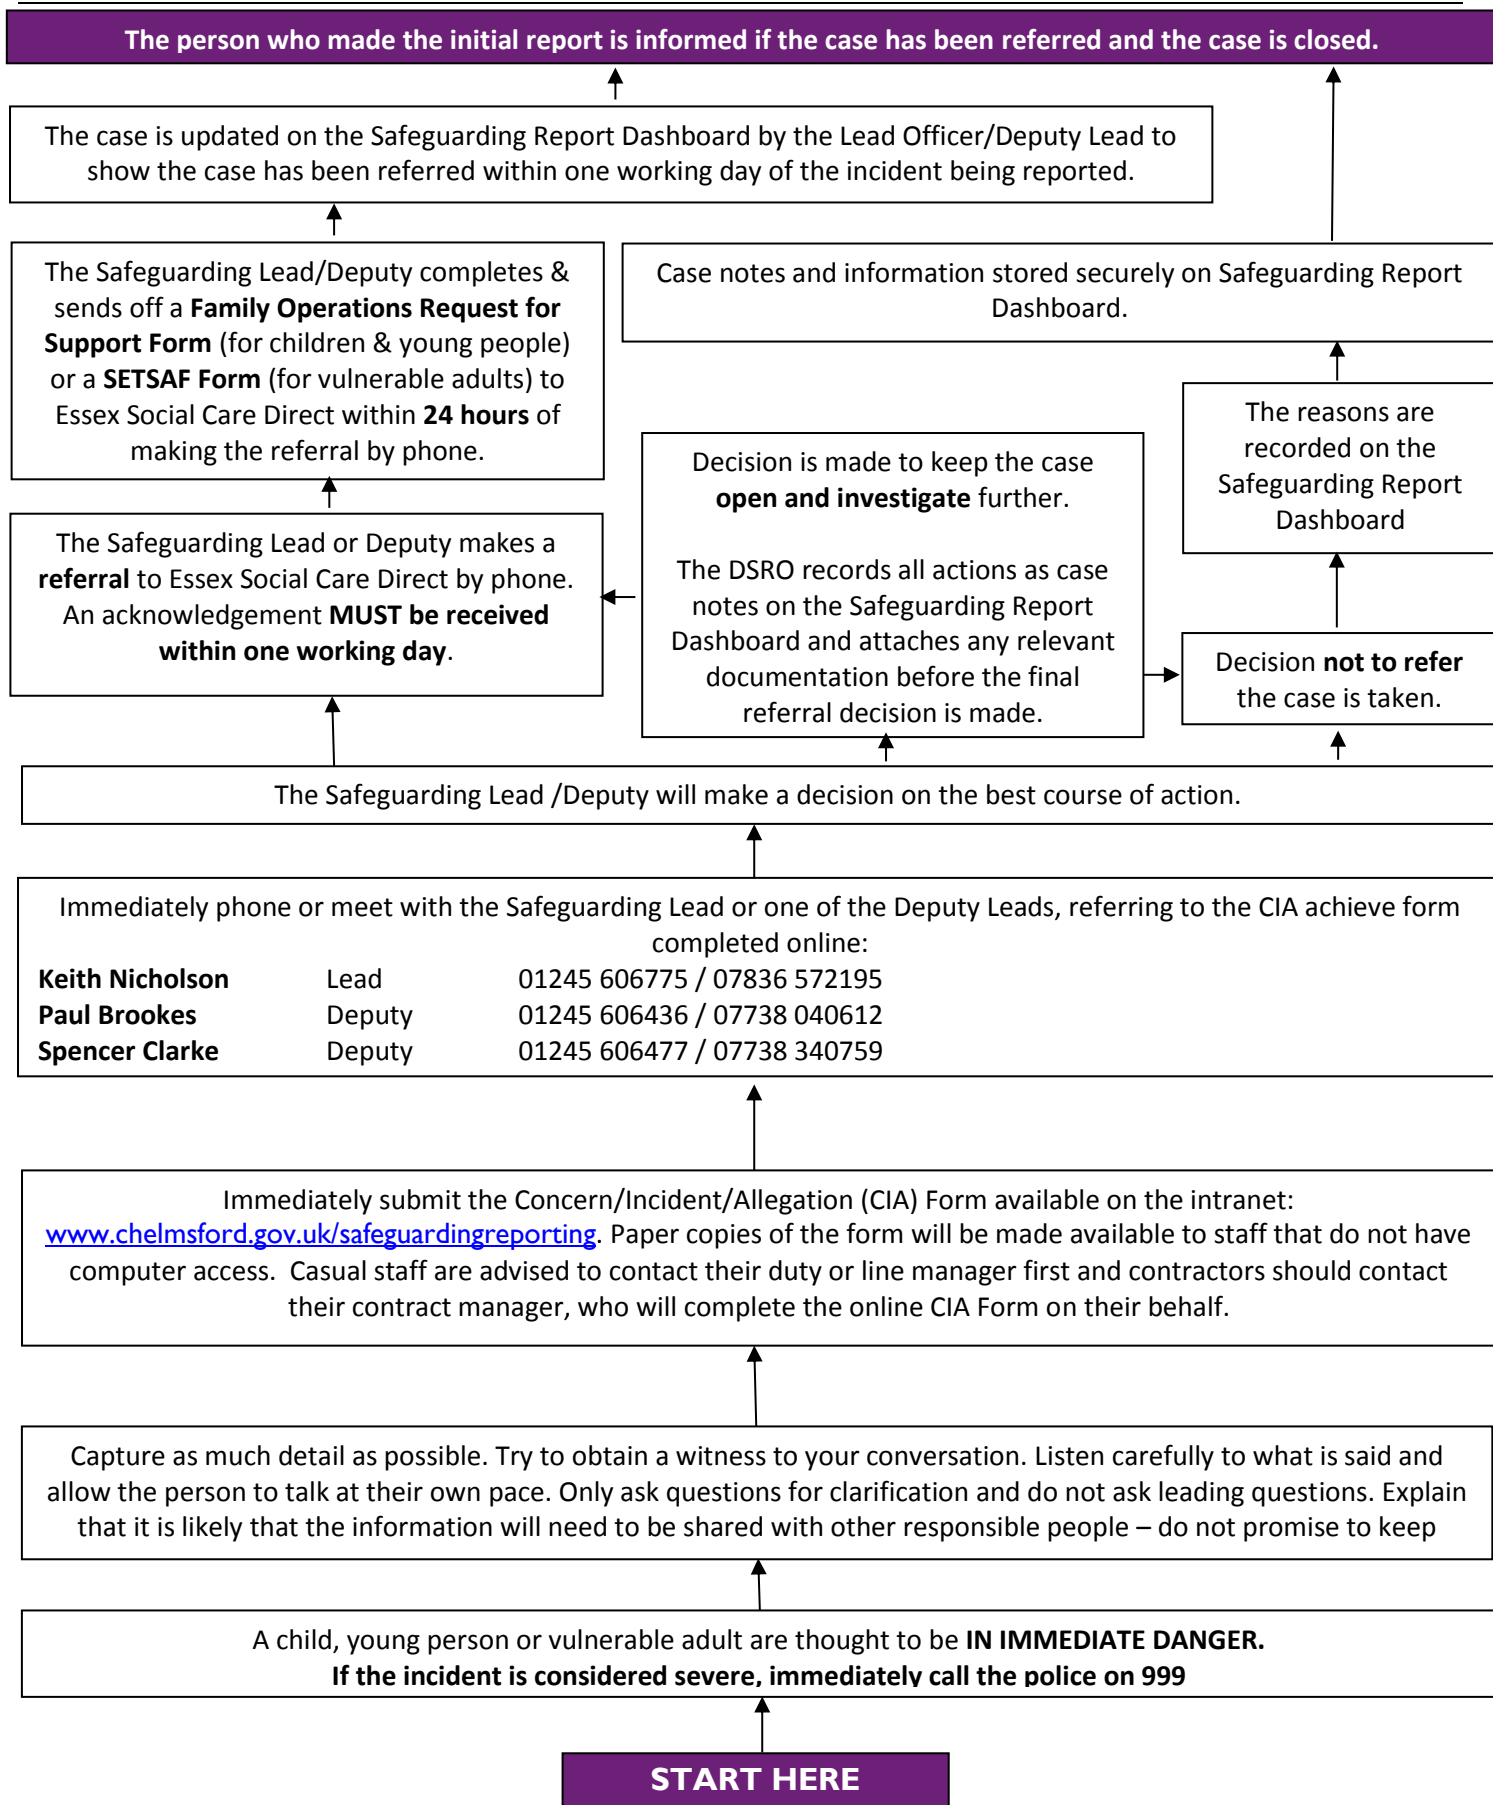 The person who made the initial report is informed if the case has been referred and the case is closed.
The case is updated on the Safeguarding Report Dashboard by the Lead Officer/Deputy Lead to
show the case has been referred within one working day of the incident being reported.
The Safeguarding Lead/Deputy completes &
sends off a Family Operations Request for
Support Form (for children & young people)
or a SETSAF Form (for vulnerable adults) to
Essex Social Care Direct within 24 hours of
making the referral by phone.
Case notes and information stored securely on Safeguarding Report
Dashboard.
The reasons are
recorded on the
Safeguarding Report
Dashboard
Decision is made to keep the case
open and investigate further.
The DSRO records all actions as case
notes on the Safeguarding Report
Dashboard and attaches any relevant
documentation before the final
referral decision is made.
The Safeguarding Lead or Deputy makes a
referral to Essex Social Care Direct by phone.
An acknowledgement MUST be received
within one working day.
Decision not to refer
the case is taken.
The Safeguarding Lead /Deputy will make a decision on the best course of action.
Immediately phone or meet with the Safeguarding Lead or one of the Deputy Leads, referring to the CIA achieve form
completed online:
Keith Nicholson Lead 01245 606775 / 07836 572195
Paul Brookes Deputy 01245 606436 / 07738 040612
Spencer Clarke Deputy 01245 606477 / 07738 340759
Immediately submit the Concern/Incident/Allegation (CIA) Form available on the intranet:
www.chelmsford.gov.uk/safeguardingreporting. Paper copies of the form will be made available to staff that do not have
computer access. Casual staff are advised to contact their duty or line manager first and contractors should contact
their contract manager, who will complete the online CIA Form on their behalf.
Capture as much detail as possible. Try to obtain a witness to your conversation. Listen carefully to what is said and
allow the person to talk at their own pace. Only ask questions for clarification and do not ask leading questions. Explain
that it is likely that the information will need to be shared with other responsible people – do not promise to keep
A child, young person or vulnerable adult are thought to be IN IMMEDIATE DANGER.
If the incident is considered severe, immediately call the police on 999
START HERE